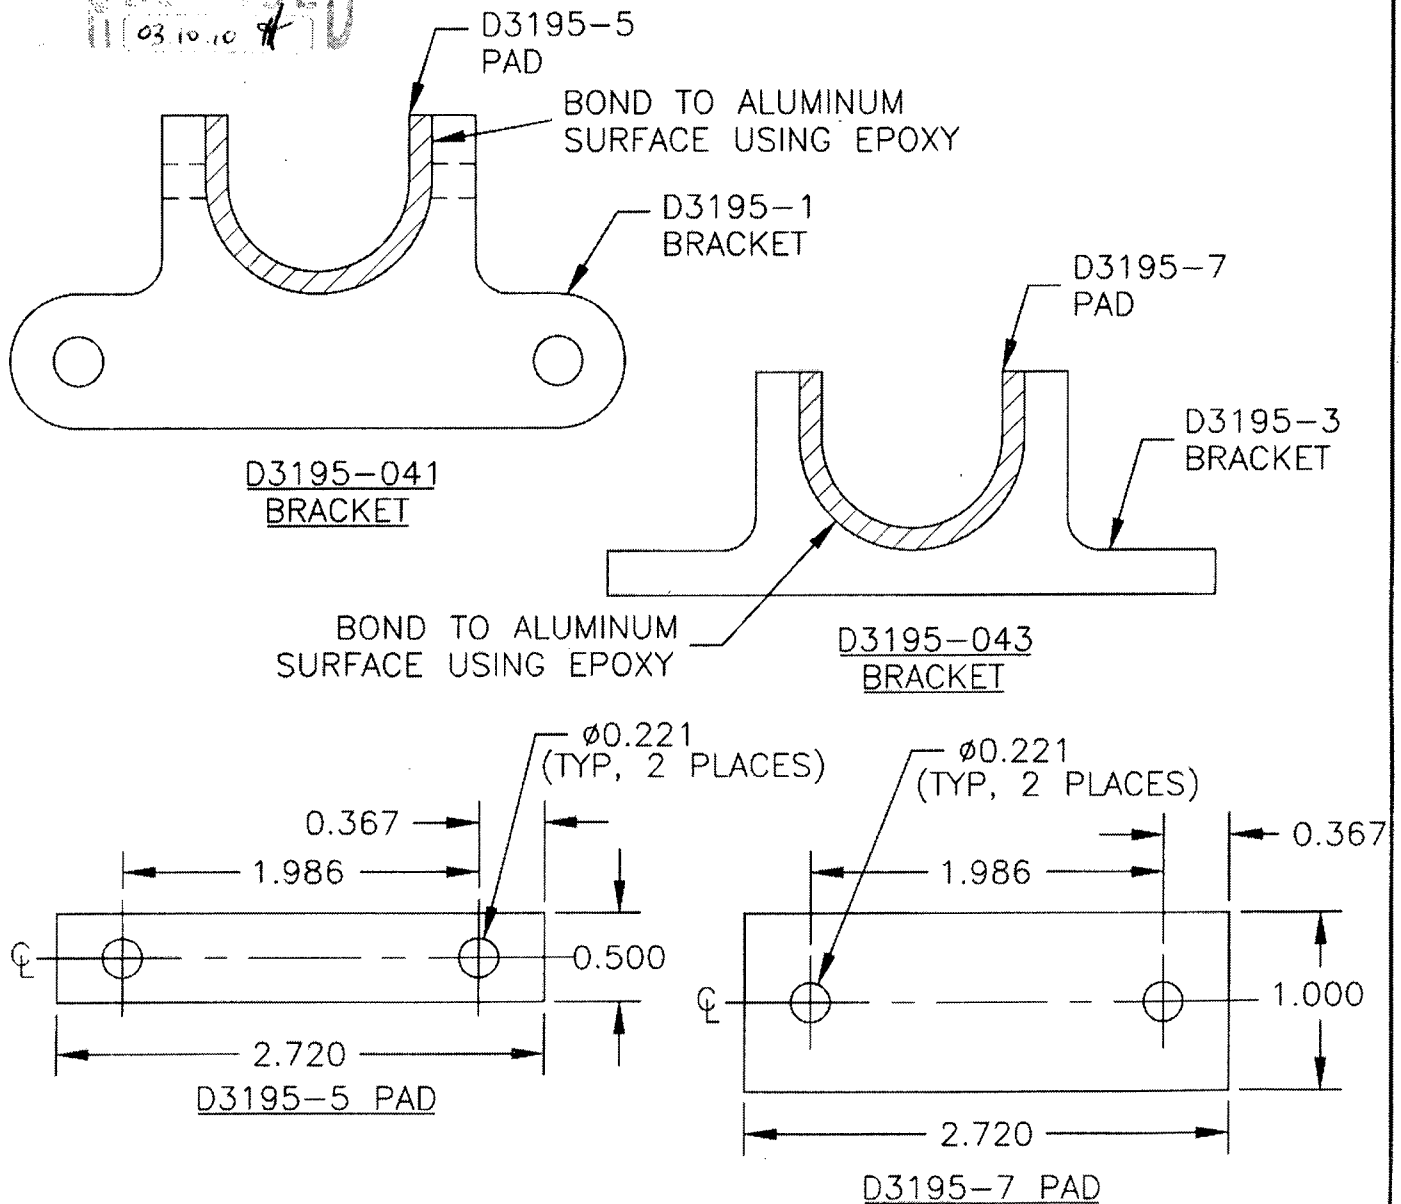 03.10.10
D3195-5
PAD
BOND TO ALUMINUM
SURFACE USING EPOXY
D3195-1
BRACKET
D3195-7
PAD
D3195-3
BRACKET
D3195-041
BRACKET
BOND TO ALUMINUM
SURFACE USING EPOXY
D3195-043
BRACKET
ø0.221
(TYP, 2 PLACES)
0.367
1.986
℄
0.500
2.720
D3195-5 PAD
ø0.221
(TYP, 2 PLACES)
0.367
1.986
℄
1.000
2.720
D3195-7 PAD